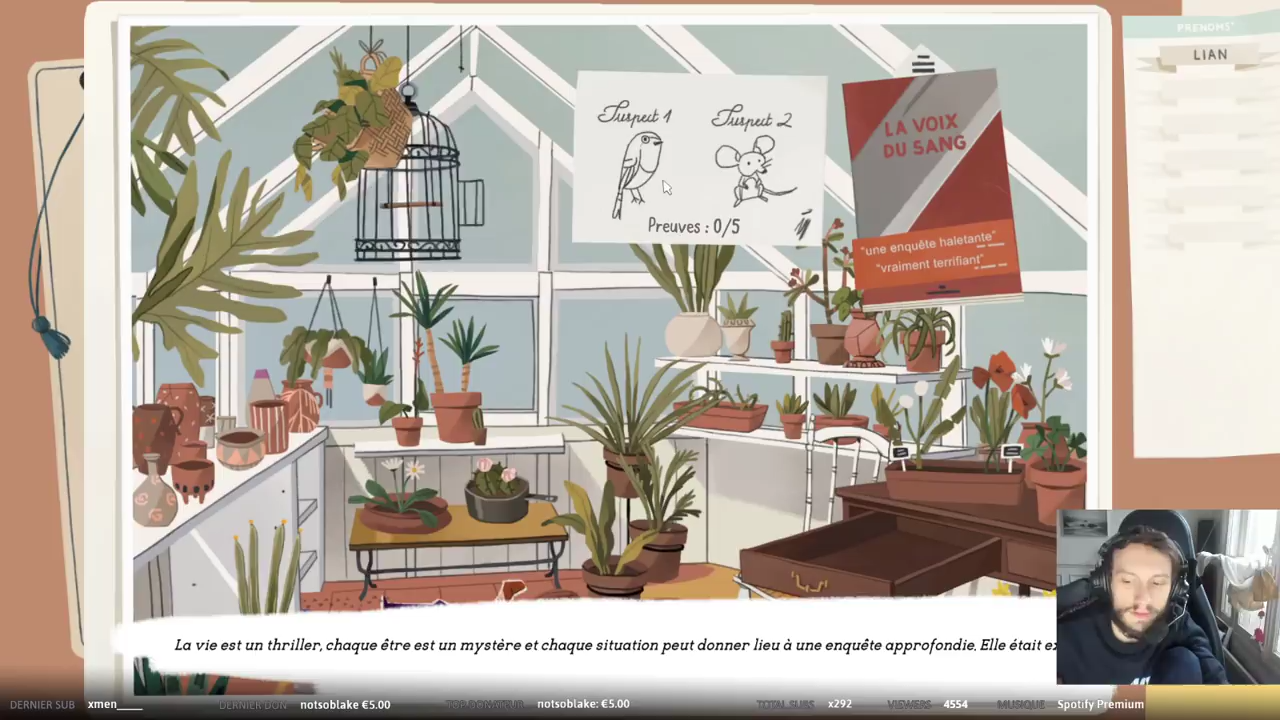 PRENOMS*
LIAN
Suspect 1
Suspect 2
Preuves : 0/5
LA VOIX
DU SANG
"une enquête haletante"
"vraiment terrifiant"
La vie est un thriller, chaque être est un mystère et chaque situation peut donner lieu à une enquête approfondie. Elle était
DERNIER SUB xmen____ DERNIER DON notsoblake €5.00 TOP DONATEUR notsoblake: €5.00 TOTAL SUBS x292 VIEWERS 4554 MUSIQUE Spotify Premium